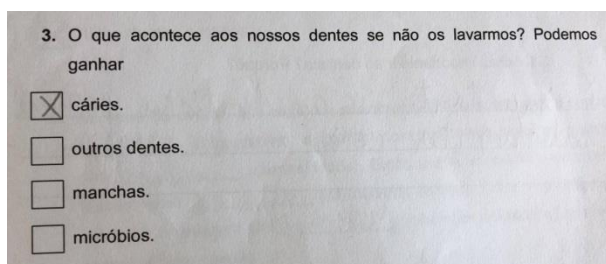 3. O que acontece aos nossos dentes se não os lavarmos? Podemos
ganhar
X cáries.
outros dentes.
manchas.
micróbios.